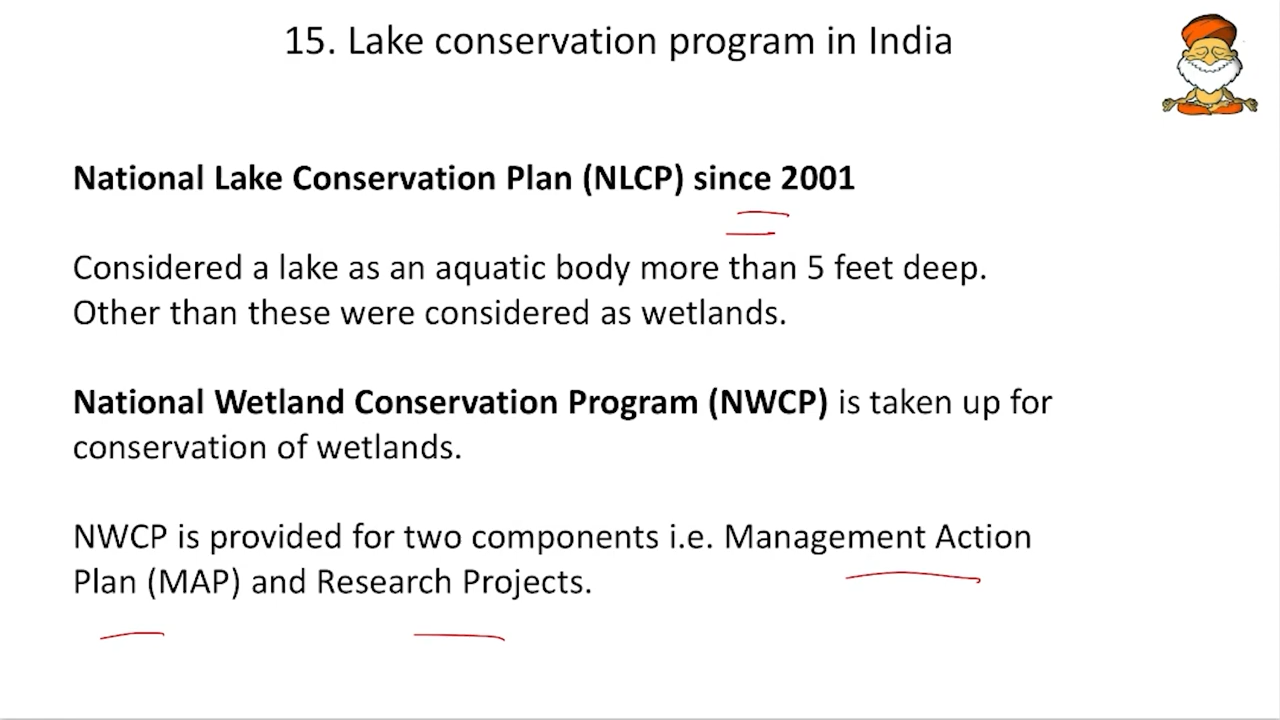 15. Lake conservation program in India
National Lake Conservation Plan (NLCP) since 2001
Considered a lake as an aquatic body more than 5 feet deep.
Other than these were considered as wetlands.
National Wetland Conservation Program (NWCP) is taken up for
conservation of wetlands.
NWCP is provided for two components i.e. Management Action
Plan (MAP) and Research Projects.